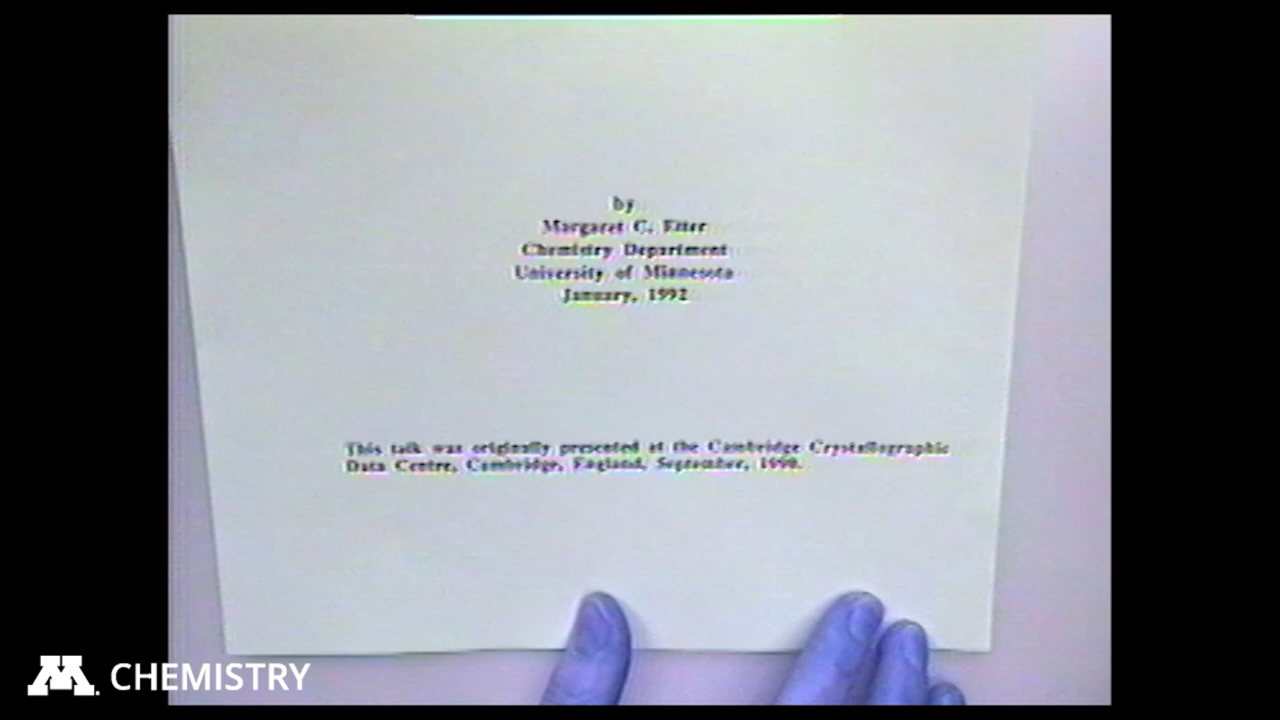 by
Margaret C. Etter
Chemistry Department
University of Minnesota
January, 1992
This talk was originally presented at the Cambridge Crystallographic
Data Centre, Cambridge, England, September, 1990.
M. CHEMISTRY